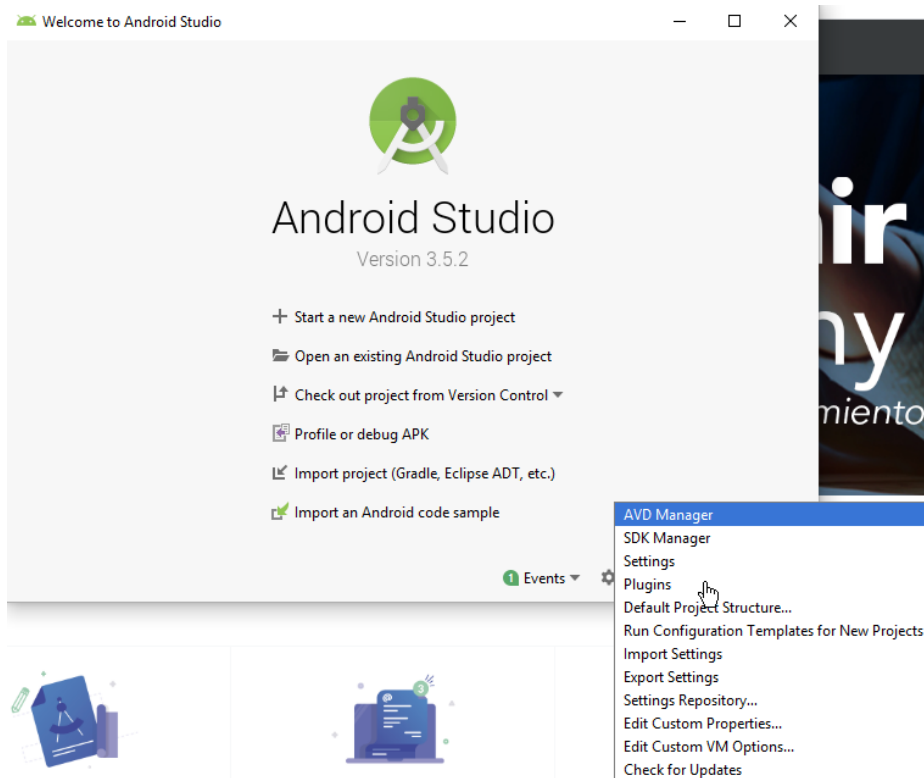 Welcome to Android Studio
Android Studio
Version 3.5.2
Start a new Android Studio project
Open an existing Android Studio project
Check out project from Version Control
Profile or debug APK
Import project (Gradle, Eclipse ADT, etc.)
Import an Android code sample
1 Events
AVD Manager
SDK Manager
Settings
Plugins
Default Project Structure...
Run Configuration Templates for New Projects
Import Settings
Export Settings
Settings Repository...
Edit Custom Properties...
Edit Custom VM Options...
Check for Updates
ir
ny
miento
3